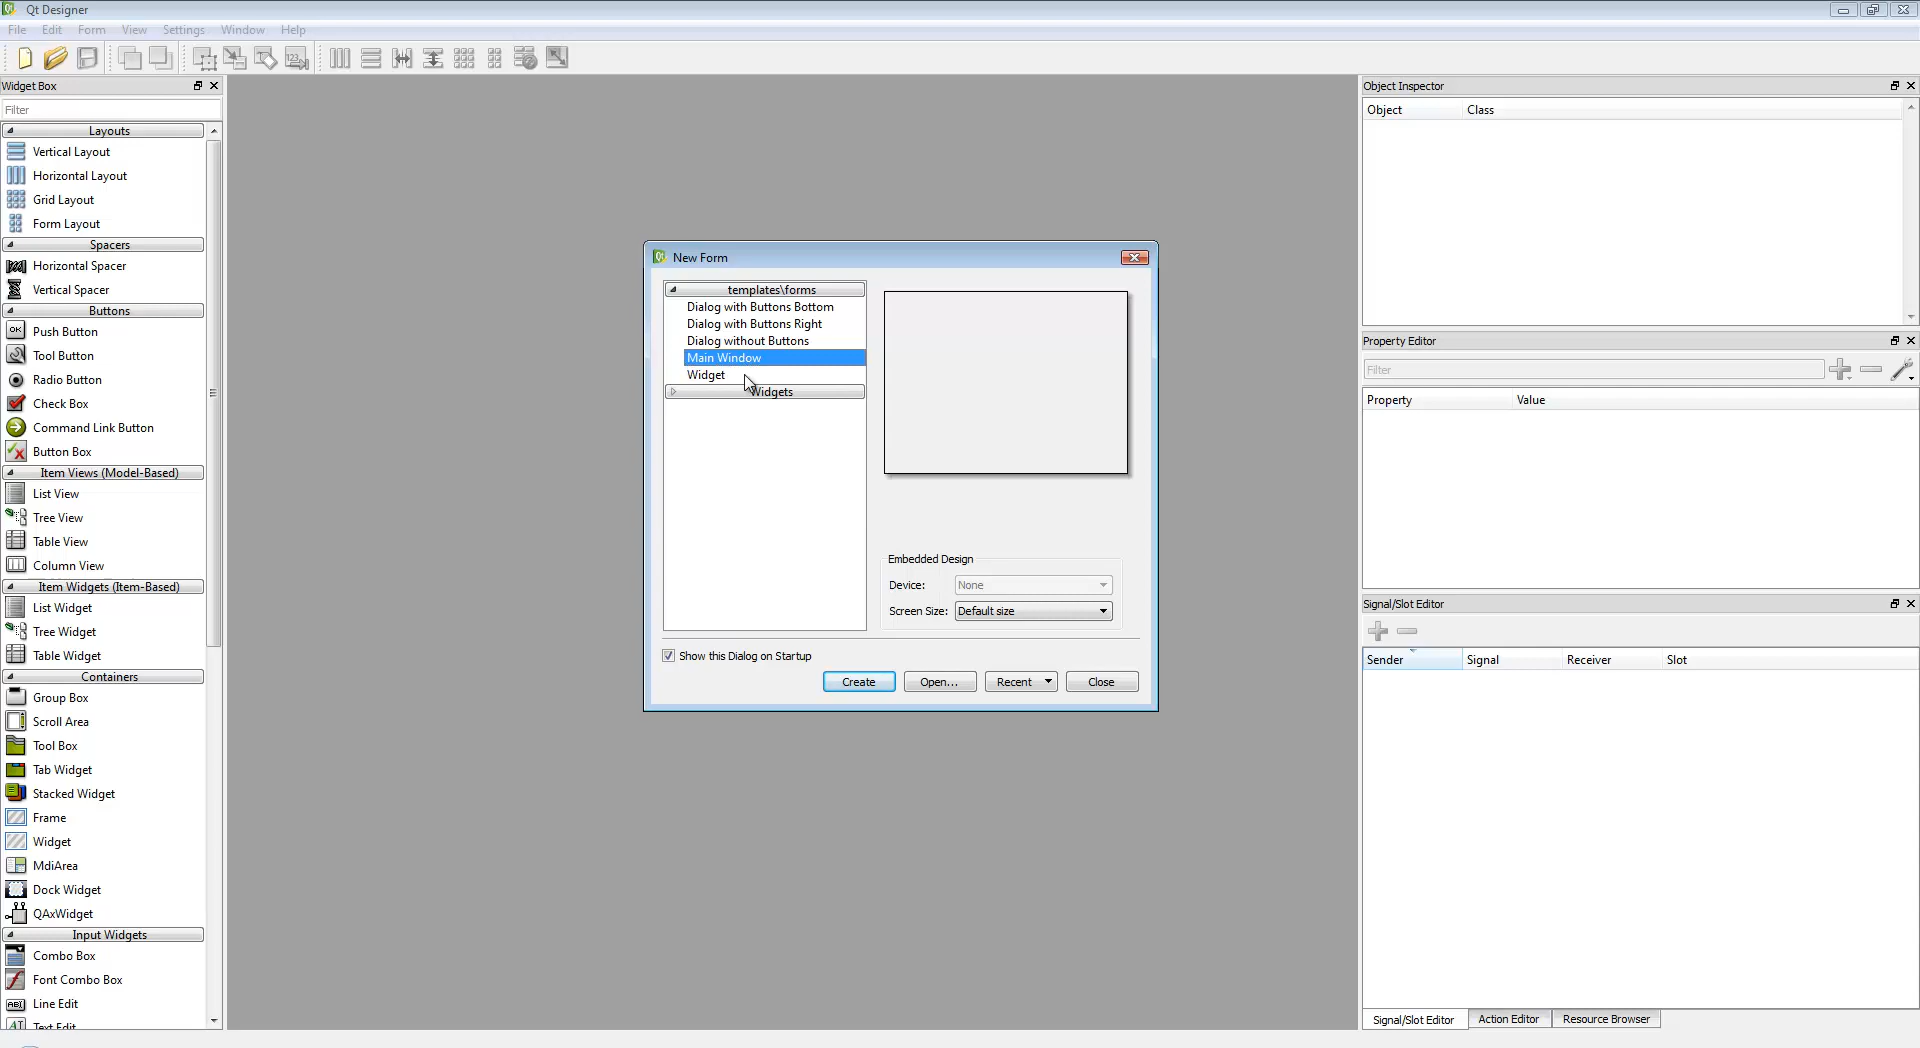 Qt Designer
File Edit Form View Settings Window Help
Widget Box
Filter
Layouts
Vertical Layout
Horizontal Layout
Grid Layout
Form Layout
Spacers
Horizontal Spacer
Vertical Spacer
Buttons
Push Button
Tool Button
Radio Button
Check Box
Command Link Button
Button Box
Item Views (Model-Based)
List View
Tree View
Table View
Column View
Item Widgets (Item-Based)
List Widget
Tree Widget
Table Widget
Containers
Group Box
Scroll Area
Tool Box
Tab Widget
Stacked Widget
Frame
Widget
MdiArea
Dock Widget
QAxWidget
Input Widgets
Combo Box
Font Combo Box
Line Edit
Text Edit
New Form
templates\forms
Dialog with Buttons Bottom
Dialog with Buttons Right
Dialog without Buttons
Main Window
Widget
Widgets
Embedded Design
Device: None
Screen Size: Default size
Show this Dialog on Startup
Create Open... Recent Close
Object Inspector
Object Class
Property Editor
Filter
Property Value
Signal/Slot Editor
Sender Signal Receiver Slot
Signal/Slot Editor Action Editor Resource Browser